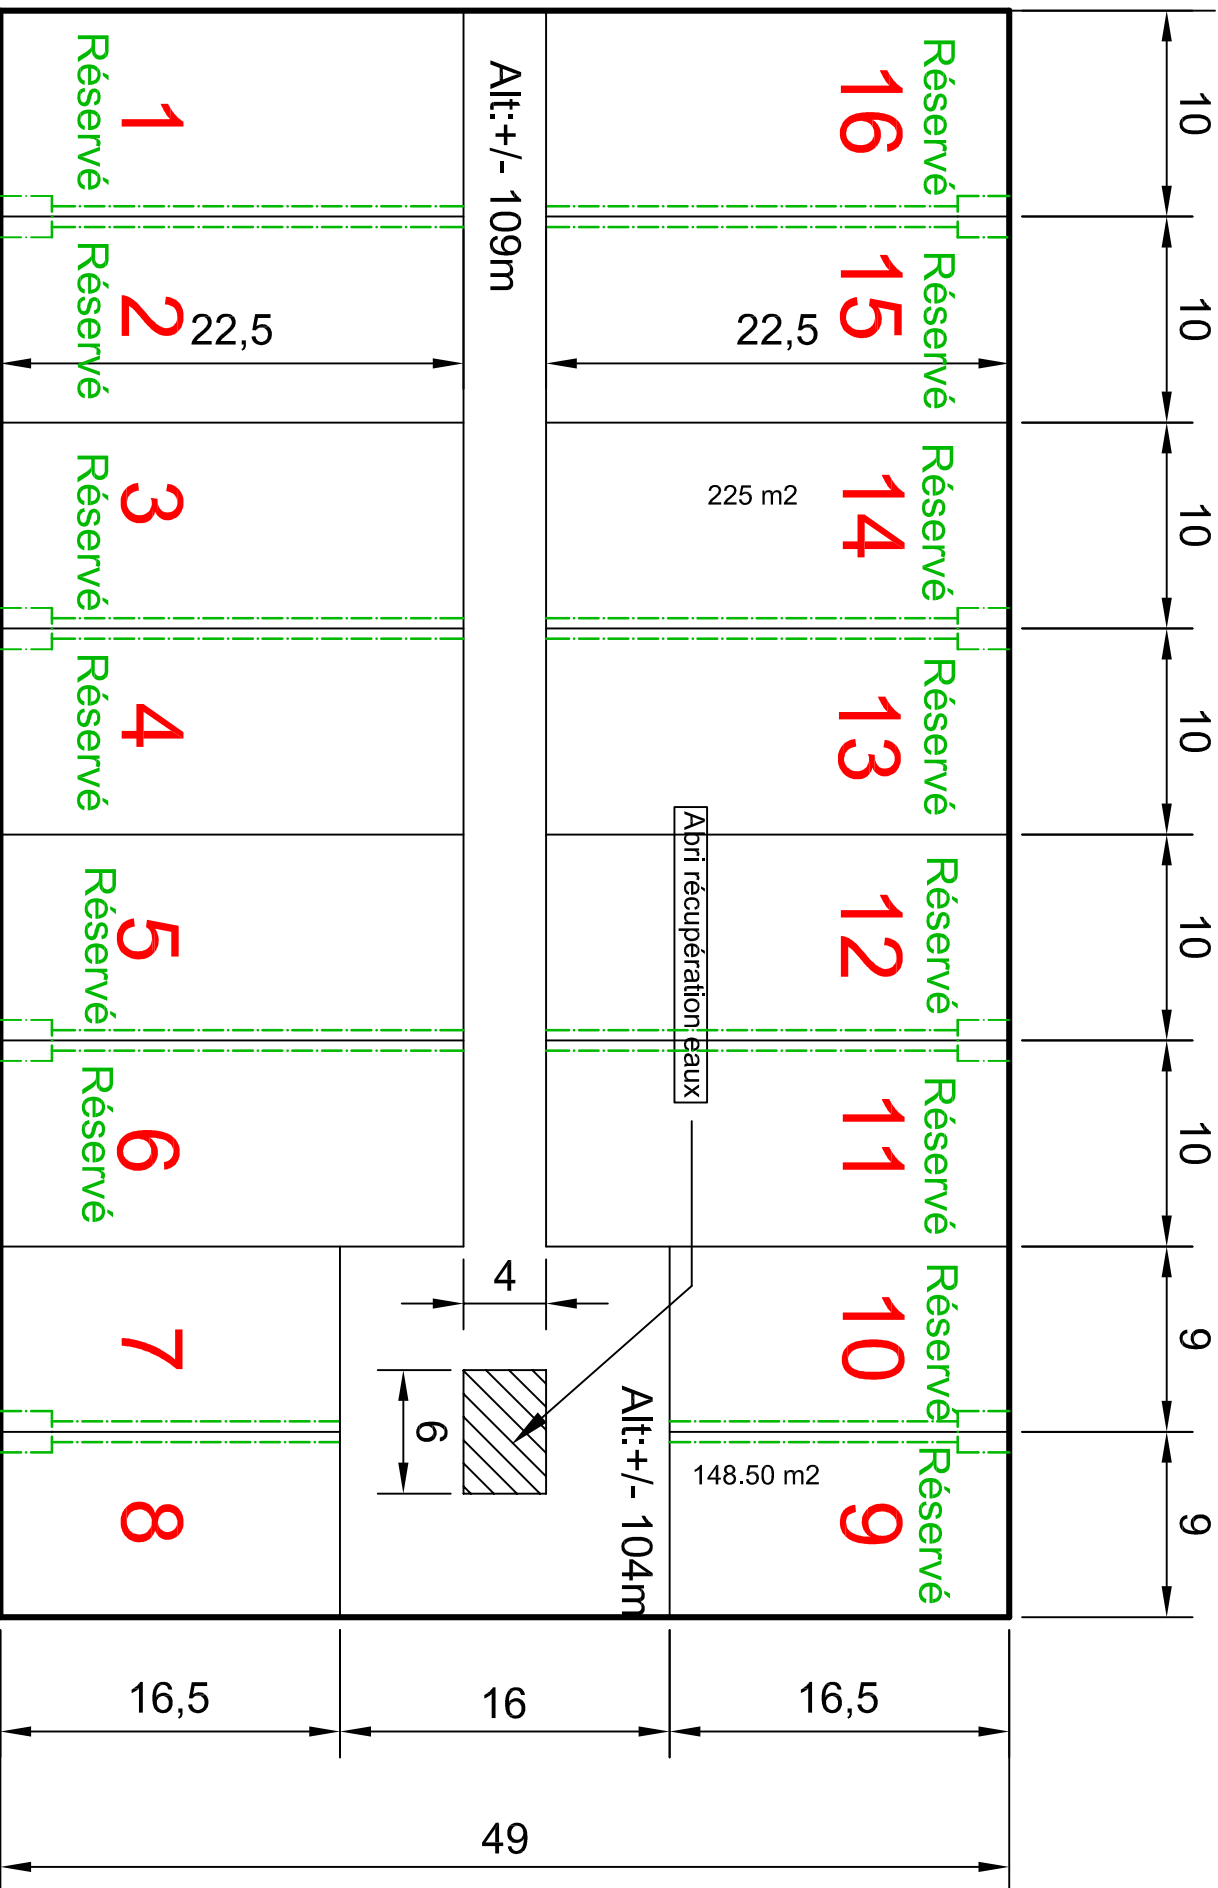 10
10
10
10
10
10
9
9
Réservé
16
Réservé
15
Réservé
14
Réservé
13
Réservé
12
Réservé
11
Réservé
10
Réservé
9
22,5
225 m2
148.50 m2
Abri récupération eaux
Alt:+/- 104m
Alt:+/- 109m
4
6
22,5
1
Réservé
2
Réservé
3
Réservé
4
Réservé
5
Réservé
6
Réservé
7
8
16,5
16
16,5
49